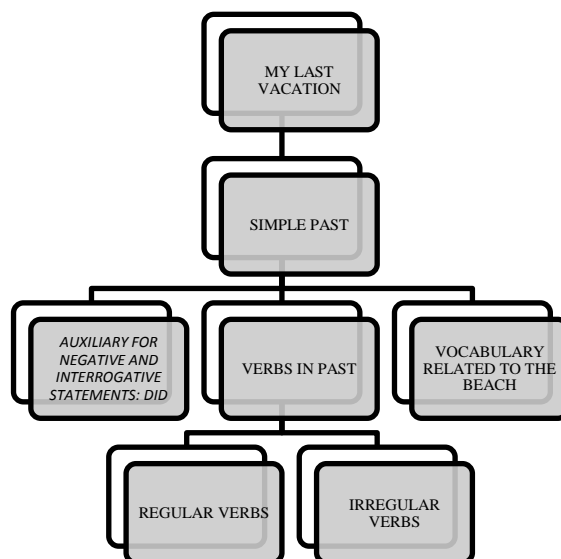 MY LAST
VACATION
SIMPLE PAST
AUXILIARY FOR
NEGATIVE AND
INTERROGATIVE
STATEMENTS: DID
VERBS IN PAST
VOCABULARY
RELATED TO THE
BEACH
REGULAR VERBS
IRREGULAR
VERBS